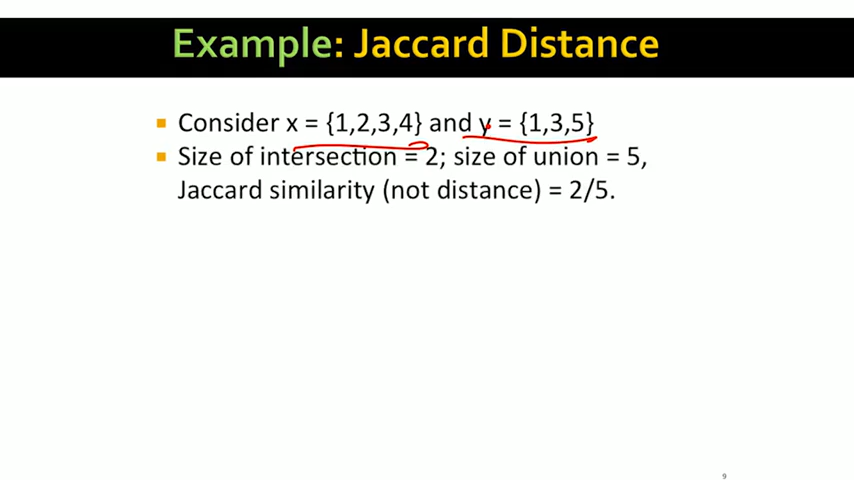 Example: Jaccard Distance
Consider x = {1,2,3,4} and y = {1,3,5}
Size of intersection = 2; size of union = 5,
Jaccard similarity (not distance) = 2/5.
9